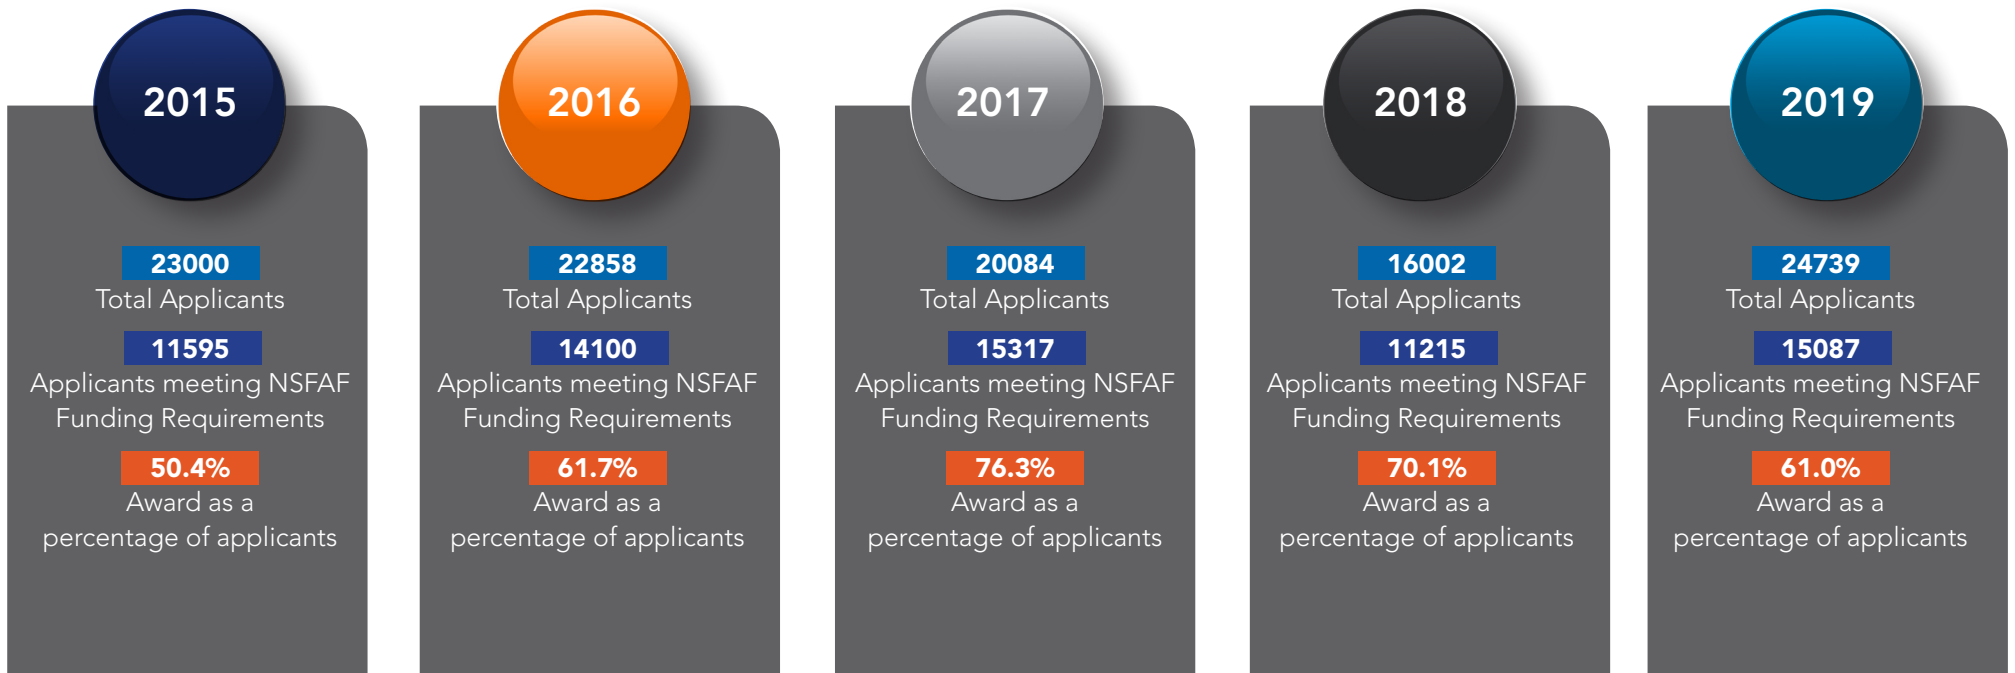 2015
23000
Total Applicants
11595
Applicants meeting NSFAF
Funding Requirements
50.4%
Award as a
percentage of applicants
2016
22858
Total Applicants
14100
Applicants meeting NSFAF
Funding Requirements
61.7%
Award as a
percentage of applicants
2017
20084
Total Applicants
15317
Applicants meeting NSFAF
Funding Requirements
76.3%
Award as a
percentage of applicants
2018
16002
Total Applicants
11215
Applicants meeting NSFAF
Funding Requirements
70.1%
Award as a
percentage of applicants
2019
24739
Total Applicants
15087
Applicants meeting NSFAF
Funding Requirements
61.0%
Award as a
percentage of applicants